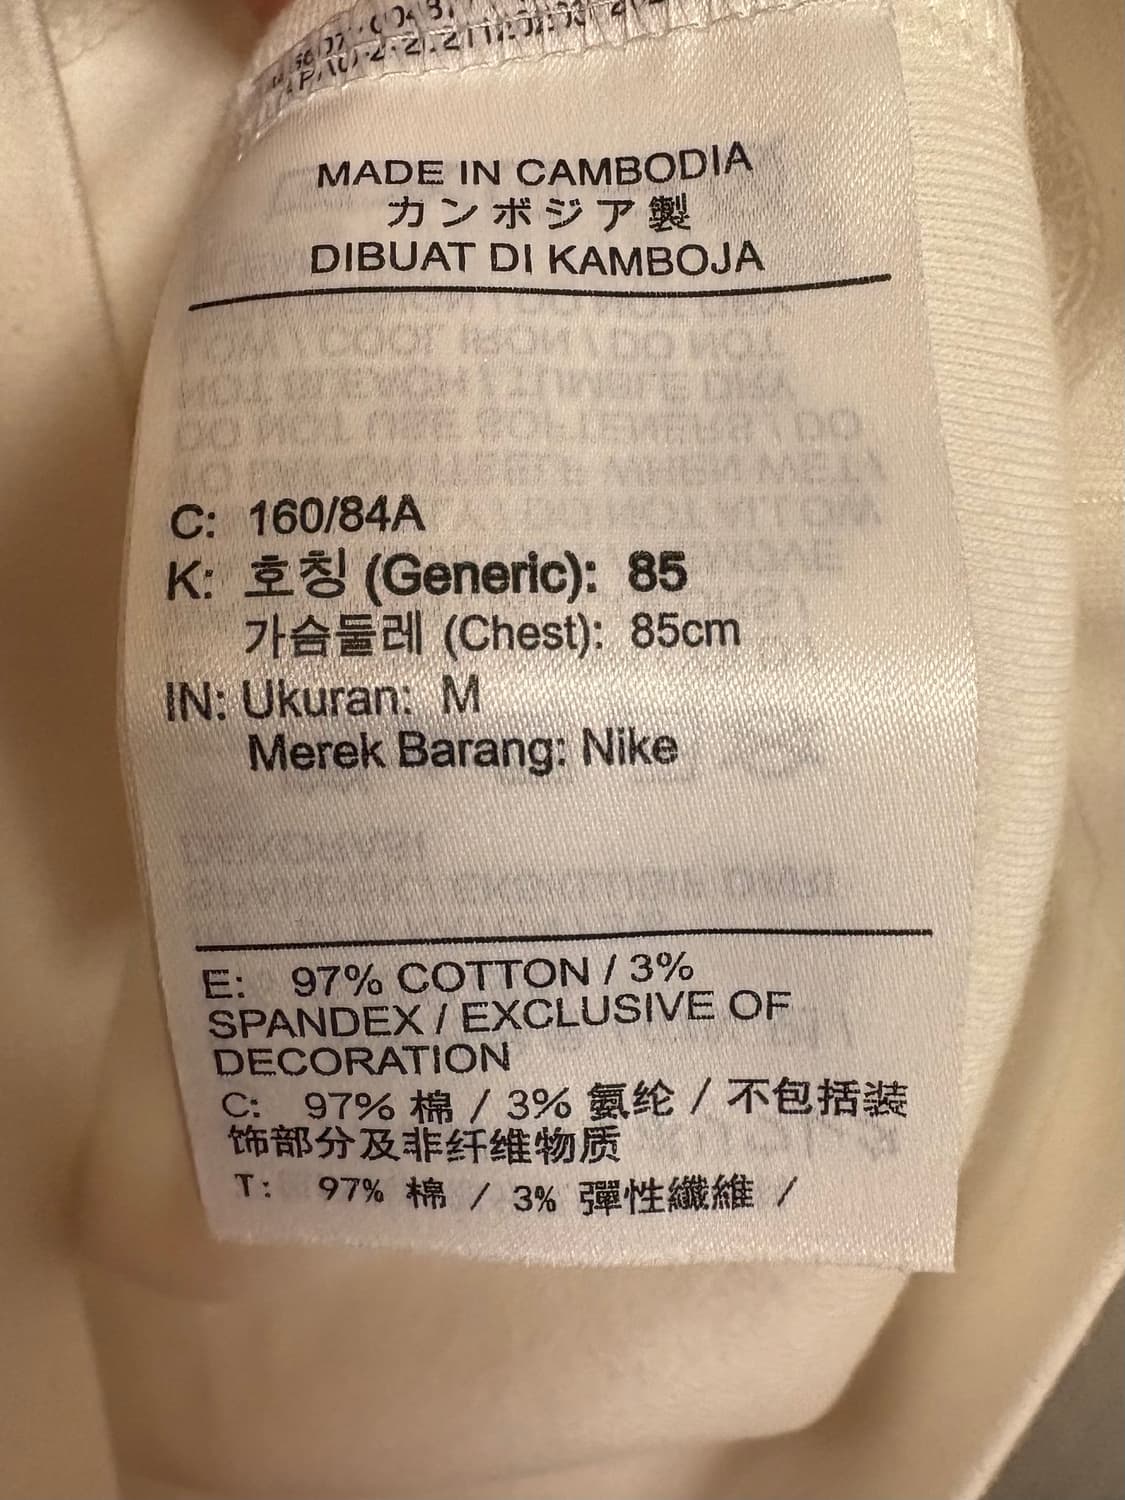 MADE IN CAMBODIA
カンボジア製
DIBUAT DI KAMBOJA
C: 160/84A
K: 호칭 (Generic): 85
가슴둘레 (Chest): 85cm
IN: Ukuran: M
Merek Barang: Nike
E: 97% COTTON / 3%
SPANDEX / EXCLUSIVE OF
DECORATION
C: 97% 棉 / 3% 氨纶 / 不包括装
饰部分及非纤维物质
T: 97% 棉 / 3% 彈性纖維 /